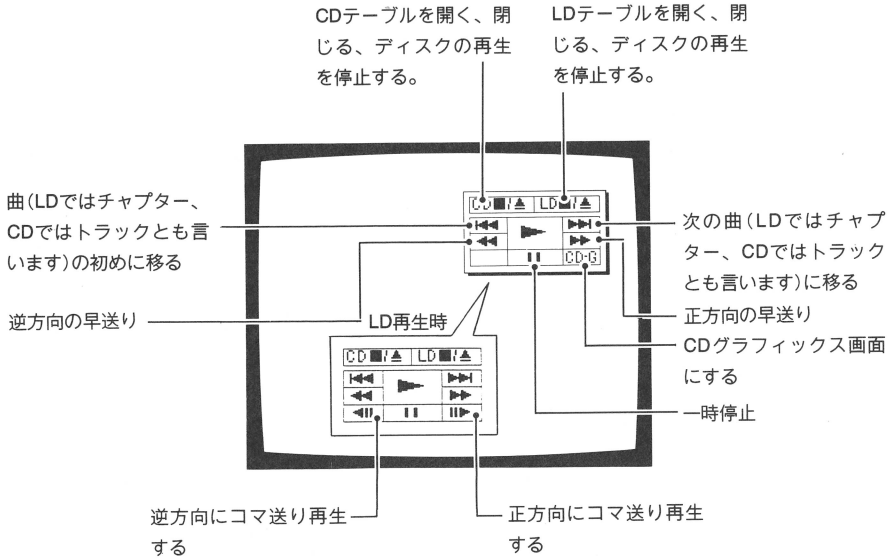 CDテーブルを開く、閉
じる、ディスクの再生
を停止する。
LDテーブルを開く、閉
じる、ディスクの再生
を停止する。
曲(LDではチャプター、
CDではトラックとも言
います)の初めに移る
逆方向の早送り
CD■/▲ LD■/▲
CD-G
次の曲(LDではチャプ
ター、CDではトラック
とも言います)に移る
正方向の早送り
CDグラフィックス画面
にする
一時停止
LD再生時
CD■/▲ LD■/▲
逆方向にコマ送り再生
する
正方向にコマ送り再生
する